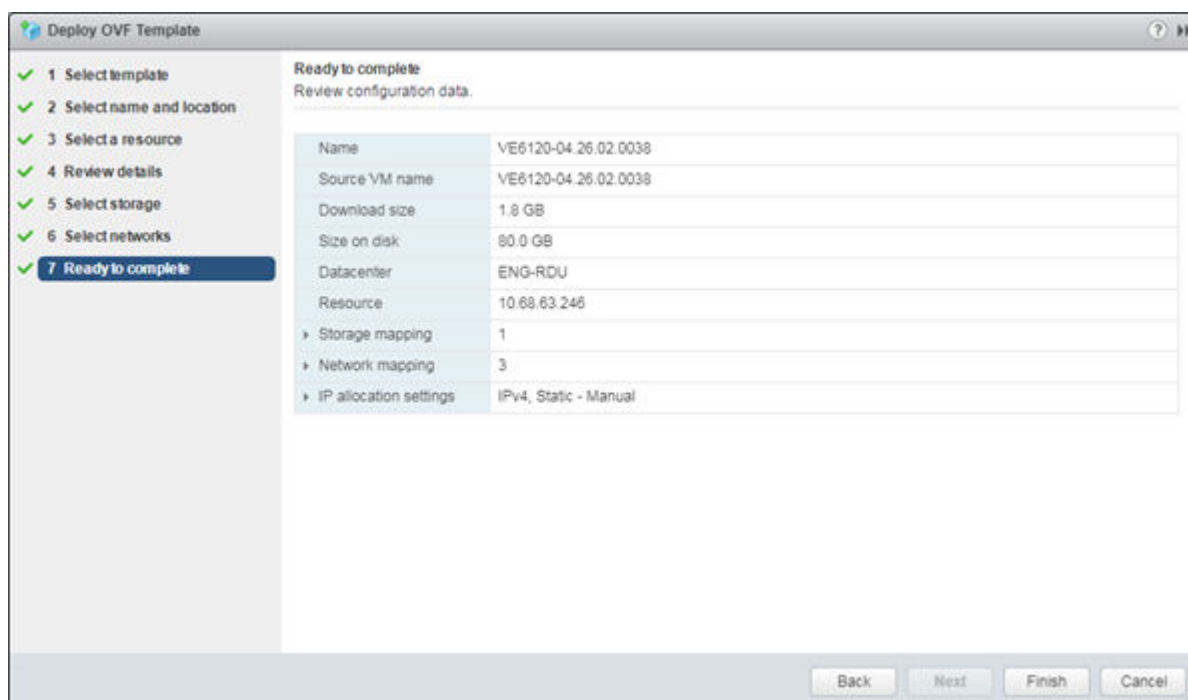 Deploy OVF Template
1 Select template
2 Select name and location
3 Select a resource
4 Review details
5 Select storage
6 Select networks
7 Ready to complete
Ready to complete
Review configuration data.
Name VE6120-04.26.02.0038
Source VM name VE6120-04.26.02.0038
Download size 1.8 GB
Size on disk 80.0 GB
Datacenter ENG-RDU
Resource 10.68.63.246
Storage mapping 1
Network mapping 3
IP allocation settings IPv4, Static - Manual
Back Next Finish Cancel